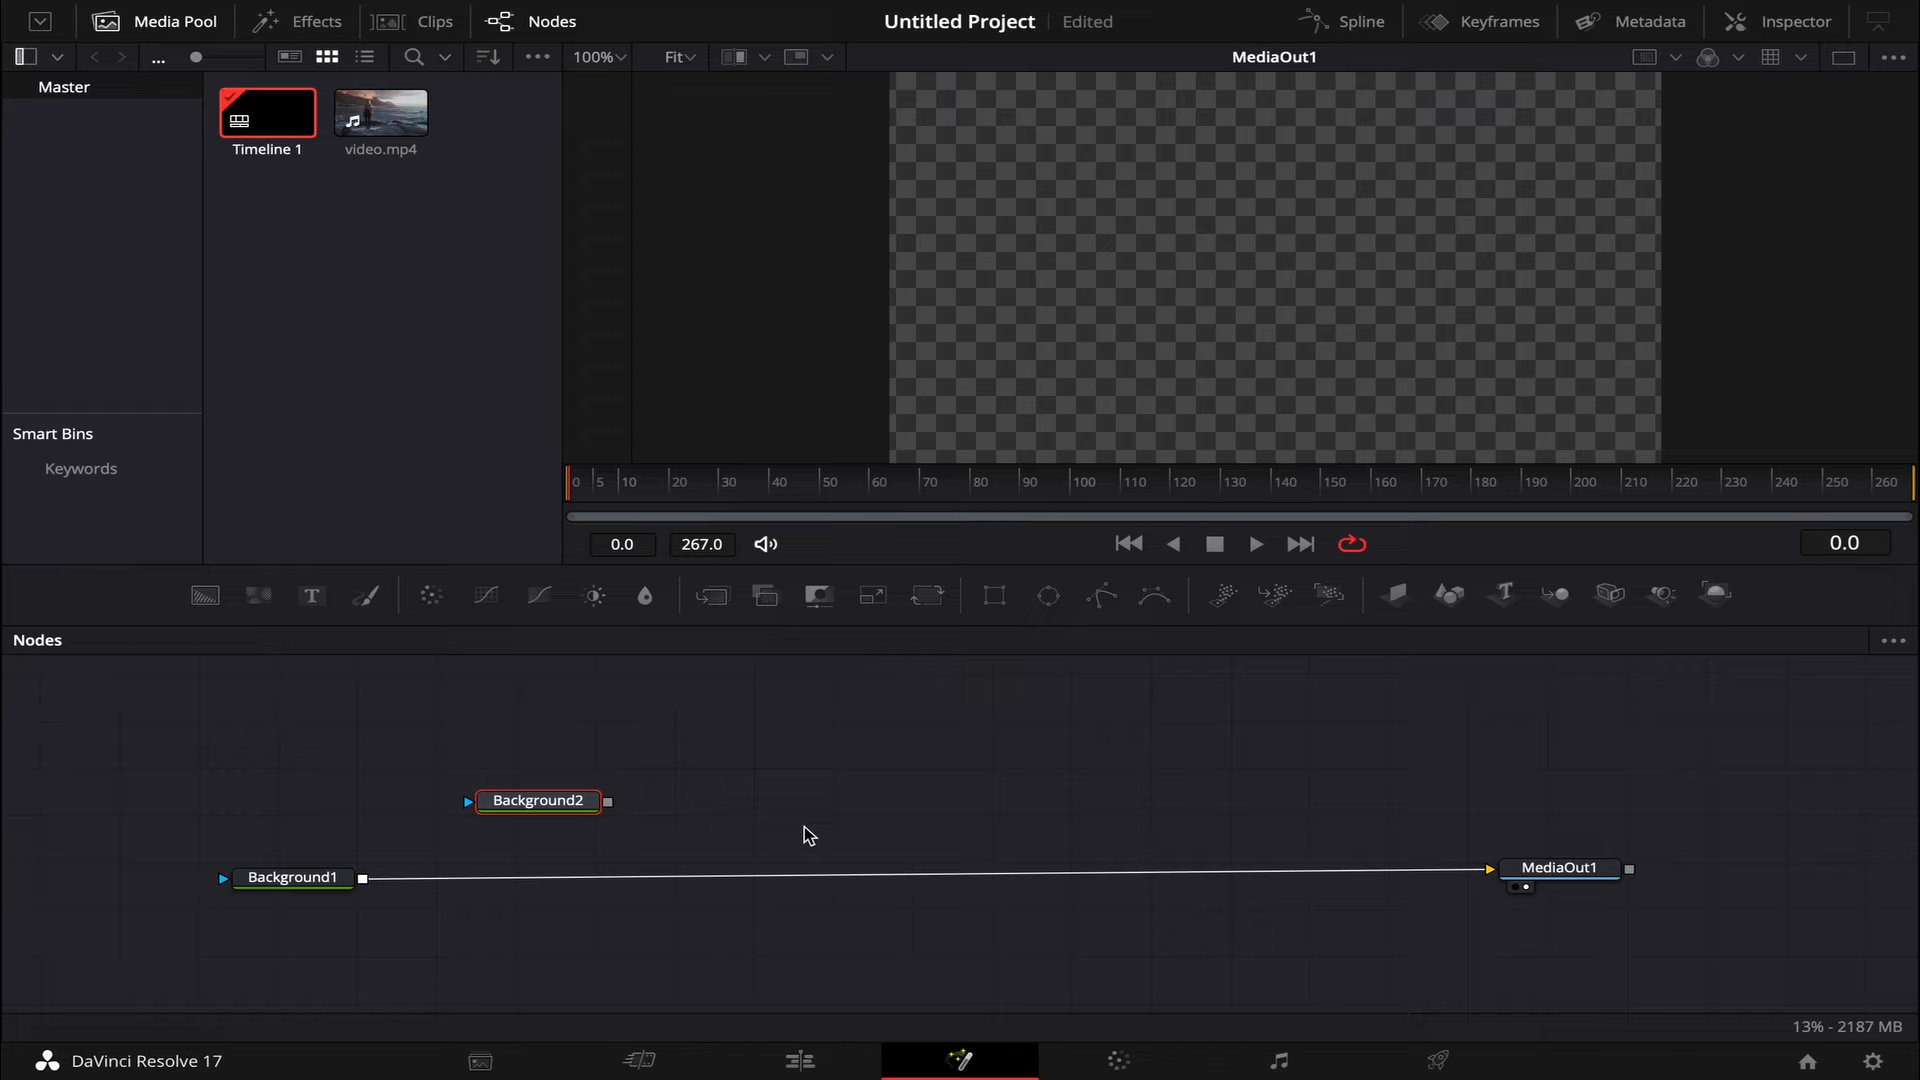 Media Pool
Effects
Clips
Nodes
Untitled Project
Edited
Spline
Keyframes
Metadata
Inspector
...
100%
Fit
MediaOut1
Master
Timeline 1
video.mp4
Smart Bins
Keywords
0 5 10 20 30 40 50 60 70 80 90 100 110 120 130 140 150 160 170 180 190 200 210 220 230 240 250 260
0.0
267.0
0.0
T
T
Nodes
Background2
Background1
MediaOut1
13% - 2187 MB
DaVinci Resolve 17